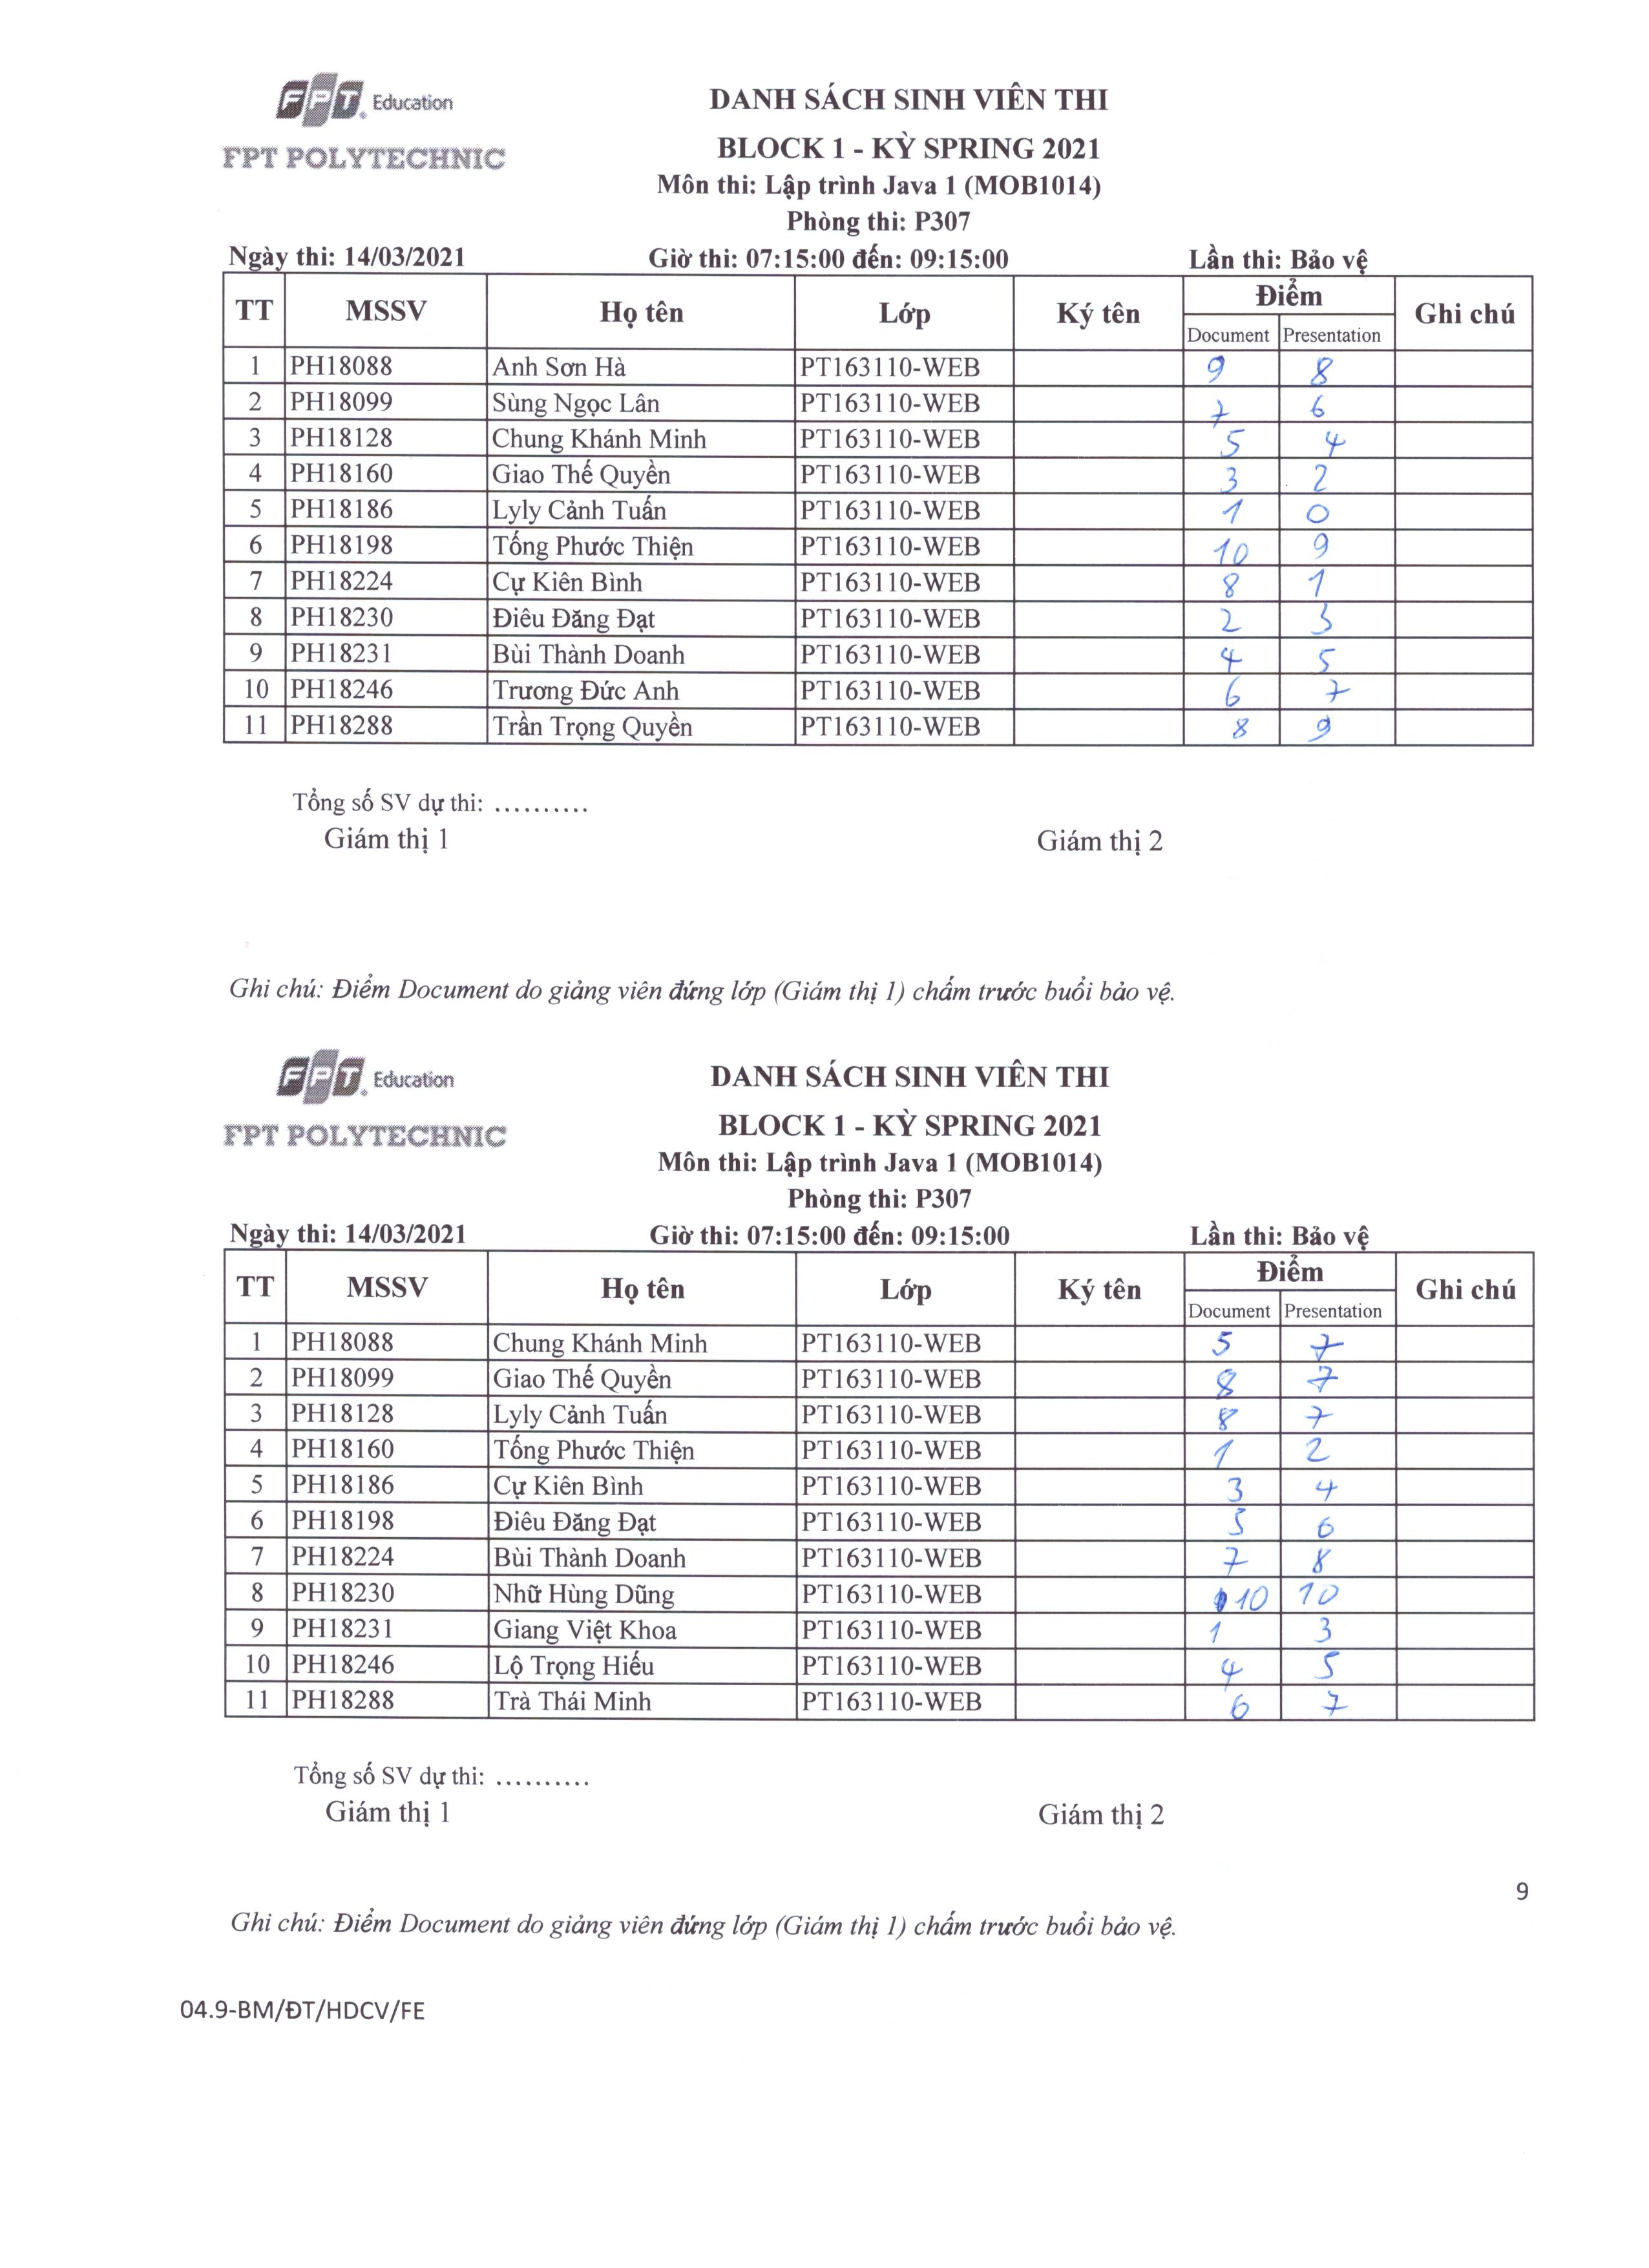 FPT Education
DANH SÁCH SINH VIÊN THI
FPT POLYTECHNIC
BLOCK 1 - KỲ SPRING 2021
Môn thi: Lập trình Java 1 (MOB1014)
Phòng thi: P307
Ngày thi: 14/03/2021 Giờ thi: 07:15:00 đến: 09:15:00 Lần thi: Bảo vệ
TT MSSV Họ tên Lớp Ký tên Điểm Ghi chú
Document Presentation
1 PH18088 Anh Sơn Hà PT163110-WEB 9 8
2 PH18099 Sùng Ngọc Lân PT163110-WEB 7 6
3 PH18128 Chung Khánh Minh PT163110-WEB 5 4
4 PH18160 Giao Thế Quyền PT163110-WEB 3 2
5 PH18186 Lyly Cảnh Tuấn PT163110-WEB 1 0
6 PH18198 Tống Phước Thiện PT163110-WEB 10 9
7 PH18224 Cự Kiên Bình PT163110-WEB 8 1
8 PH18230 Điêu Đăng Đạt PT163110-WEB 2 3
9 PH18231 Bùi Thành Doanh PT163110-WEB 4 5
10 PH18246 Trương Đức Anh PT163110-WEB 6 7
11 PH18288 Trần Trọng Quyền PT163110-WEB 8 9
Tổng số SV dự thi: ..........
Giám thị 1 Giám thị 2
Ghi chú: Điểm Document do giảng viên đứng lớp (Giám thị 1) chấm trước buổi bảo vệ.
FPT Education
DANH SÁCH SINH VIÊN THI
FPT POLYTECHNIC
BLOCK 1 - KỲ SPRING 2021
Môn thi: Lập trình Java 1 (MOB1014)
Phòng thi: P307
Ngày thi: 14/03/2021 Giờ thi: 07:15:00 đến: 09:15:00 Lần thi: Bảo vệ
TT MSSV Họ tên Lớp Ký tên Điểm Ghi chú
Document Presentation
1 PH18088 Chung Khánh Minh PT163110-WEB 5 7
2 PH18099 Giao Thế Quyền PT163110-WEB 8 7
3 PH18128 Lyly Cảnh Tuấn PT163110-WEB 8 7
4 PH18160 Tống Phước Thiện PT163110-WEB 1 2
5 PH18186 Cự Kiên Bình PT163110-WEB 3 4
6 PH18198 Điêu Đăng Đạt PT163110-WEB 5 6
7 PH18224 Bùi Thành Doanh PT163110-WEB 7 8
8 PH18230 Nhữ Hùng Dũng PT163110-WEB 10 10
9 PH18231 Giang Việt Khoa PT163110-WEB 1 3
10 PH18246 Lộ Trọng Hiếu PT163110-WEB 4 5
11 PH18288 Trà Thái Minh PT163110-WEB 6 7
Tổng số SV dự thi: ..........
Giám thị 1 Giám thị 2
9
Ghi chú: Điểm Document do giảng viên đứng lớp (Giám thị 1) chấm trước buổi bảo vệ.
04.9-BM/ĐT/HDCV/FE